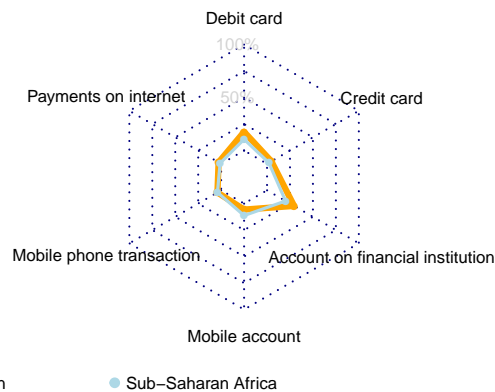 Debit card
100%
Payments on internet
50%
Credit card
Mobile phone transaction
Account on financial institution
Mobile account
Sub−Saharan Africa